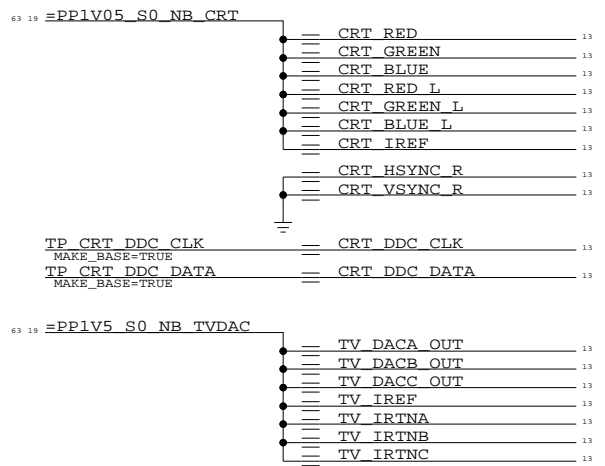 63 19 =PP1V05_S0_NB_CRT
CRT_RED 13
CRT_GREEN 13
CRT_BLUE 13
CRT_RED_L 13
CRT_GREEN_L 13
CRT_BLUE_L 13
CRT_IREF 13
CRT_HSYNC_R 13
CRT_VSYNC_R 13
TP_CRT_DDC_CLK CRT_DDC_CLK 13
MAKE_BASE=TRUE
TP_CRT_DDC_DATA CRT_DDC_DATA 13
MAKE_BASE=TRUE
63 19 =PP1V5_S0_NB_TVDAC
TV_DACA_OUT 13
TV_DACB_OUT 13
TV_DACC_OUT 13
TV_IREF 13
TV_IRTNA 13
TV_IRTNB 13
TV_IRTNC 13